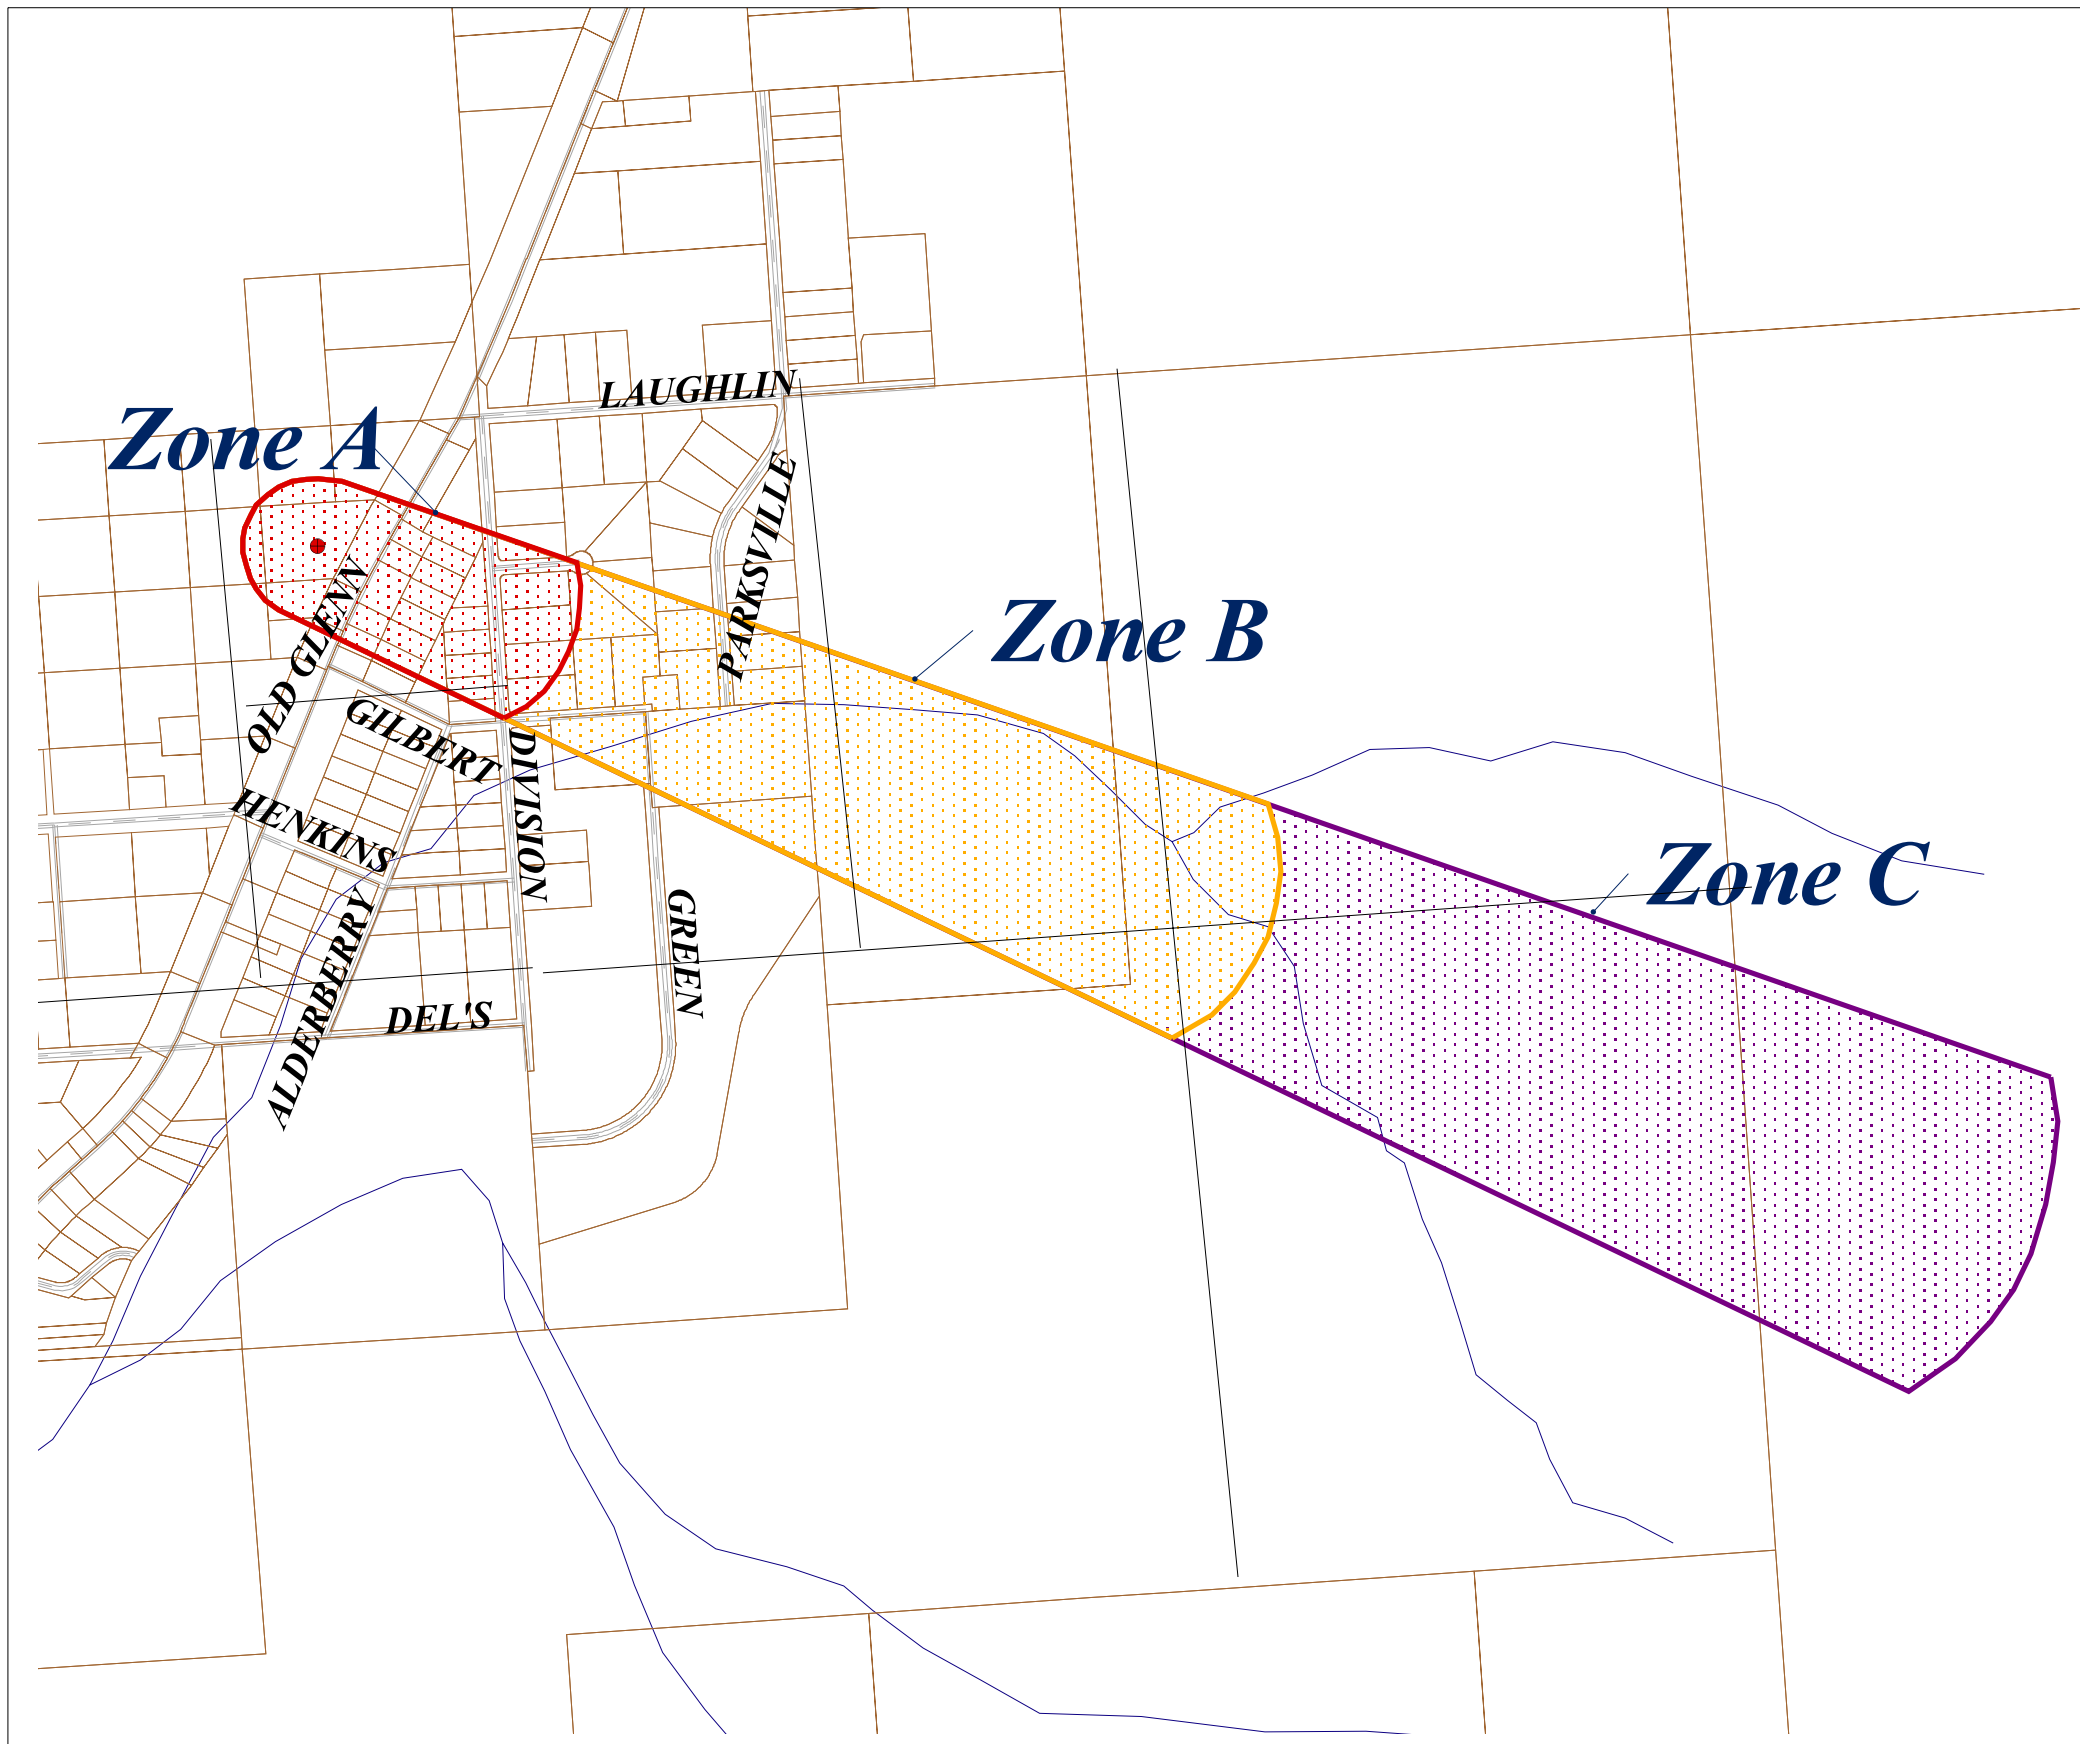 LAUGHLIN
Zone A
PARKSVILLE
OLD GLENN
Zone B
GILBERT
DIVISION
HENKINS
Zone C
ALDERBERRY
GREEN
DEL'S